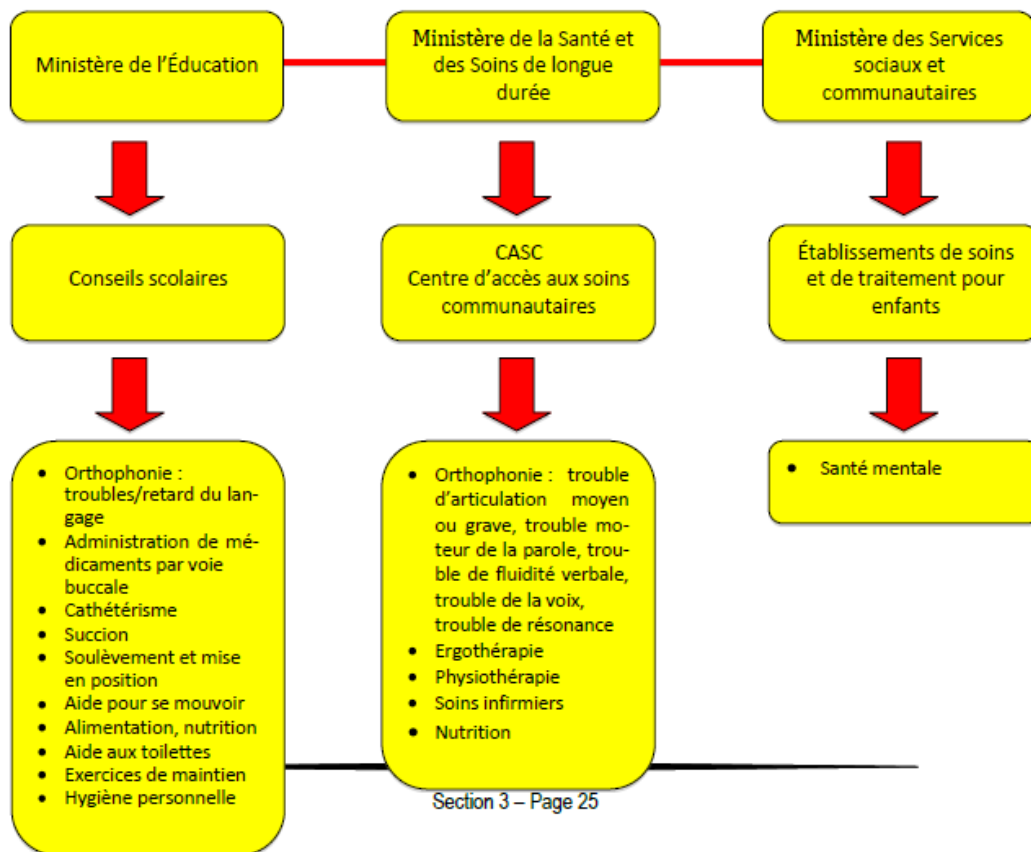 Ministère de l’Éducation
Ministère de la Santé et
des Soins de longue
durée
Ministère des Services
sociaux et
communautaires
Conseils scolaires
CASC
Centre d’accès aux soins
communautaires
Établissements de soins
et de traitement pour
enfants
• Orthophonie :
troubles/retard du lan-
gage
• Administration de mé-
dicaments par voie
buccale
• Cathétérisme
• Succion
• Soulèvement et mise
en position
• Aide pour se mouvoir
• Alimentation, nutrition
• Aide aux toilettes
• Exercices de maintien
• Hygiène personnelle
• Orthophonie : trouble
d’articulation moyen
ou grave, trouble mo-
teur de la parole, trou-
ble de fluidité verbale,
trouble de la voix,
trouble de résonance
• Ergothérapie
• Physiothérapie
• Soins infirmiers
• Nutrition
• Santé mentale
Section 3 – Page 25